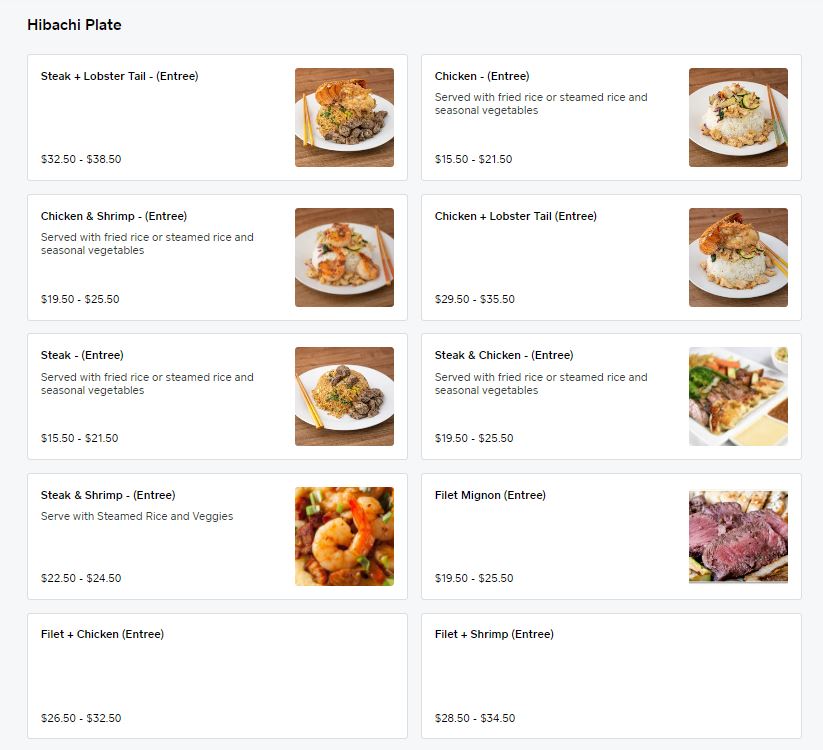 Hibachi Plate
Steak + Lobster Tail - (Entree)
$32.50 - $38.50
Chicken - (Entree)
Served with fried rice or steamed rice and
seasonal vegetables
$15.50 - $21.50
Chicken & Shrimp - (Entree)
Served with fried rice or steamed rice and
seasonal vegetables
$19.50 - $25.50
Chicken + Lobster Tail (Entree)
$29.50 - $35.50
Steak - (Entree)
Served with fried rice or steamed rice and
seasonal vegetables
$15.50 - $21.50
Steak & Chicken - (Entree)
Served with fried rice or steamed rice and
seasonal vegetables
$19.50 - $25.50
Steak & Shrimp - (Entree)
Serve with Steamed Rice and Veggies
$22.50 - $24.50
Filet Mignon (Entree)
$19.50 - $25.50
Filet + Chicken (Entree)
$26.50 - $32.50
Filet + Shrimp (Entree)
$28.50 - $34.50